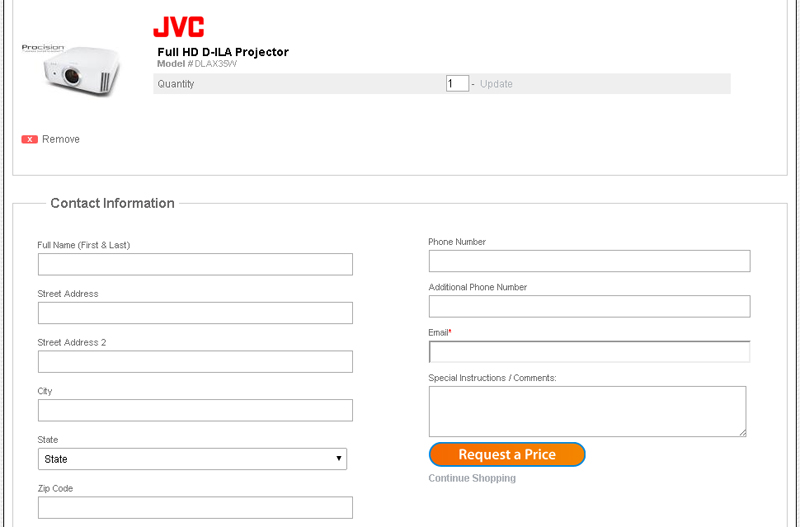 JVC
Procision
Full HD D-ILA Projector
Model # DLAX35W
Quantity 1 - Update
x Remove
Contact Information
Full Name (First & Last)
Street Address
Street Address 2
City
State
State
Zip Code
Phone Number
Additional Phone Number
Email*
Special Instructions / Comments:
Request a Price
Continue Shopping